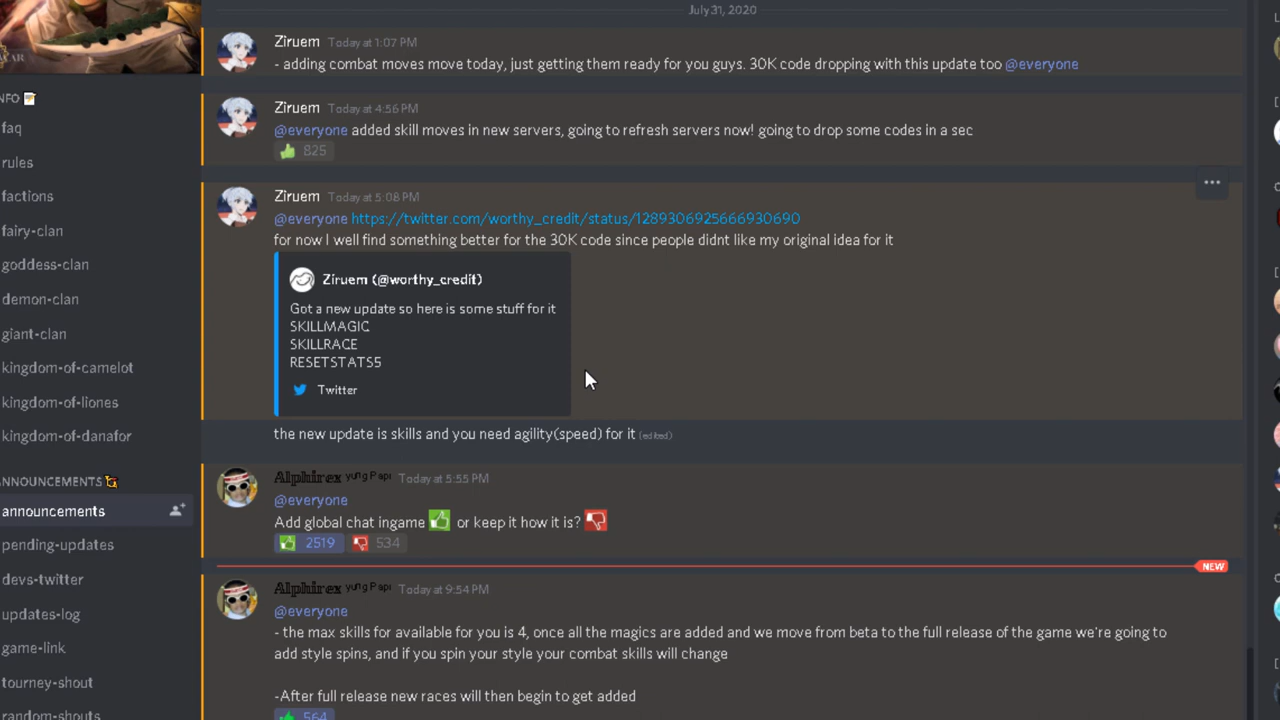 July 31, 2020
Ziruem Today at 1:07 PM
- adding combat moves move today, just getting them ready for you guys. 30K code dropping with this update too @everyone
Ziruem Today at 4:56 PM
@everyone added skill moves in new servers, going to refresh servers now! going to drop some codes in a sec
825
Ziruem Today at 5:08 PM
@everyone https://twitter.com/worthy_credit/status/1289306925666930690
for now I well find something better for the 30K code since people didnt like my original idea for it
Ziruem (@worthy_credit)
Got a new update so here is some stuff for it
SKILLMAGIC
SKILLRACE
RESETSTATS5
Twitter
the new update is skills and you need agility(speed) for it (edited)
Alphirex yung Papi Today at 5:55 PM
@everyone
Add global chat ingame or keep it how it is?
2519 534
NEW
Alphirex yung Papi Today at 9:54 PM
@everyone
- the max skills for available for you is 4, once all the magics are added and we move from beta to the full release of the game we're going to
add style spins, and if you spin your style your combat skills will change
-After full release new races will then begin to get added
564
NFO
faq
rules
factions
fairy-clan
goddess-clan
demon-clan
giant-clan
kingdom-of-camelot
kingdom-of-liones
kingdom-of-danafor
NNOUNCEMENTS
announcements
pending-updates
devs-twitter
updates-log
game-link
tourney-shout
random-shouts